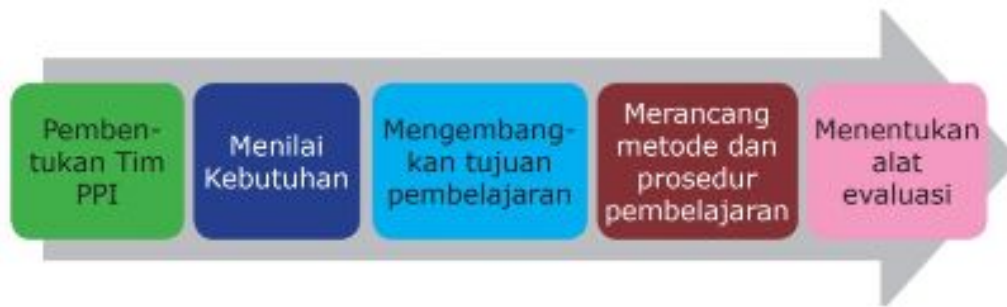 Pemben-
tukan Tim
PPI
Menilai
Kebutuhan
Mengembang-
kan tujuan
pembelajaran
Merancang
metode dan
prosedur
pembelajaran
Menentukan
alat
evaluasi